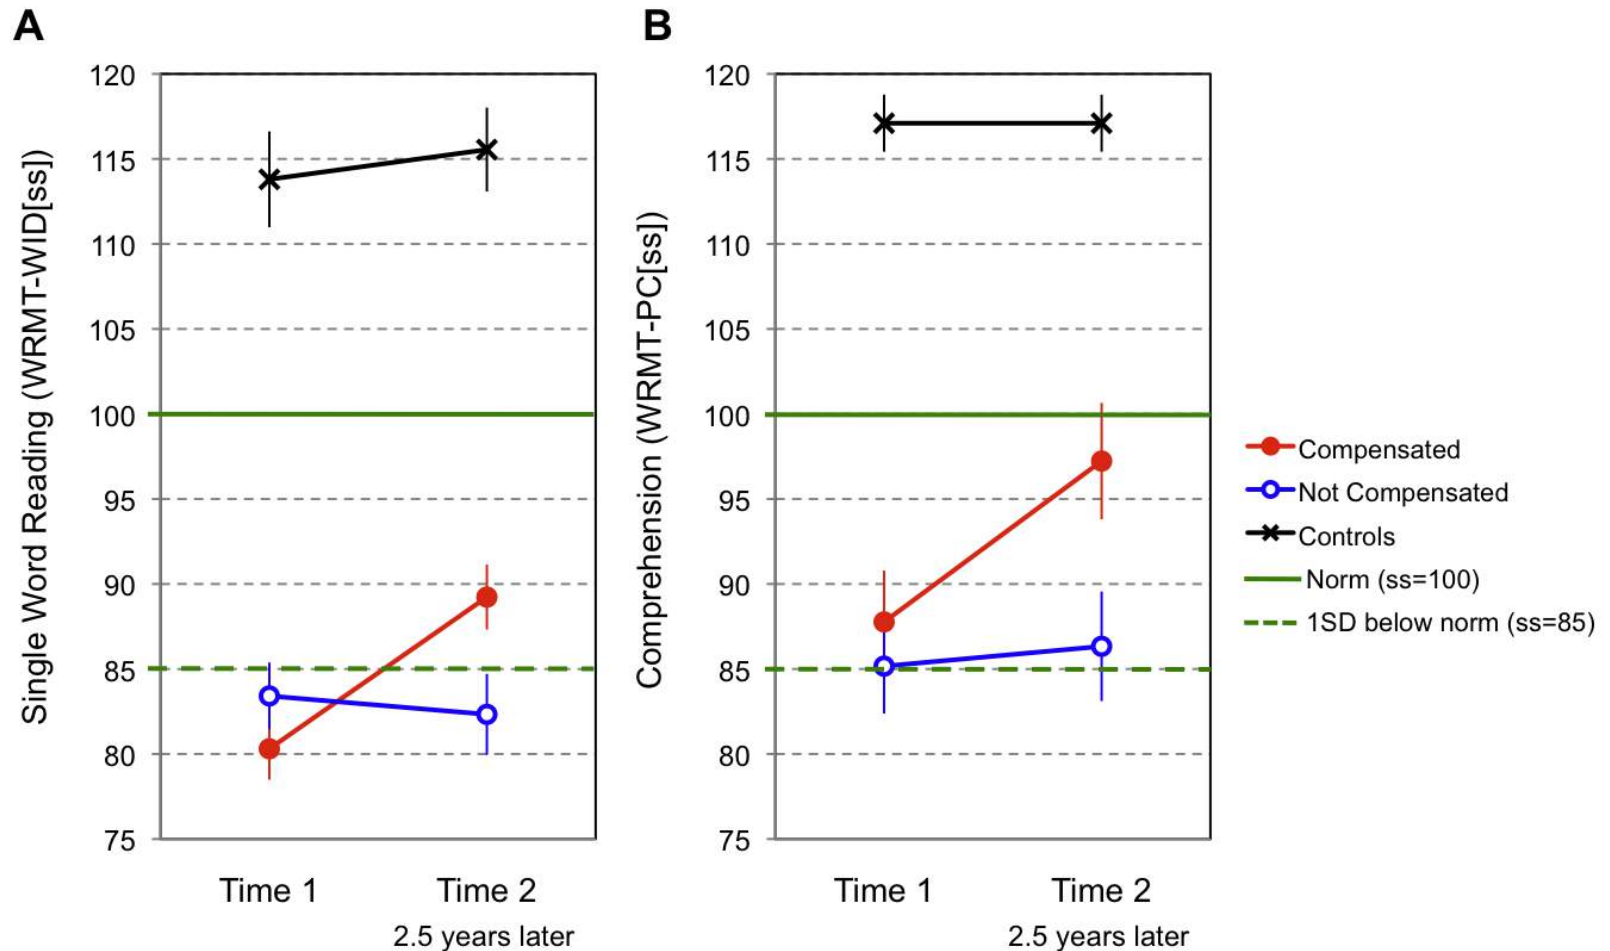 A
B
Single Word Reading (WRMT-WID[ss])
120
115
110
105
100
95
90
85
80
75
Time 1
Time 2
2.5 years later
Comprehension (WRMT-PC[ss])
120
115
110
105
100
95
90
85
80
75
Time 1
Time 2
2.5 years later
Compensated
Not Compensated
Controls
Norm (ss=100)
1SD below norm (ss=85)